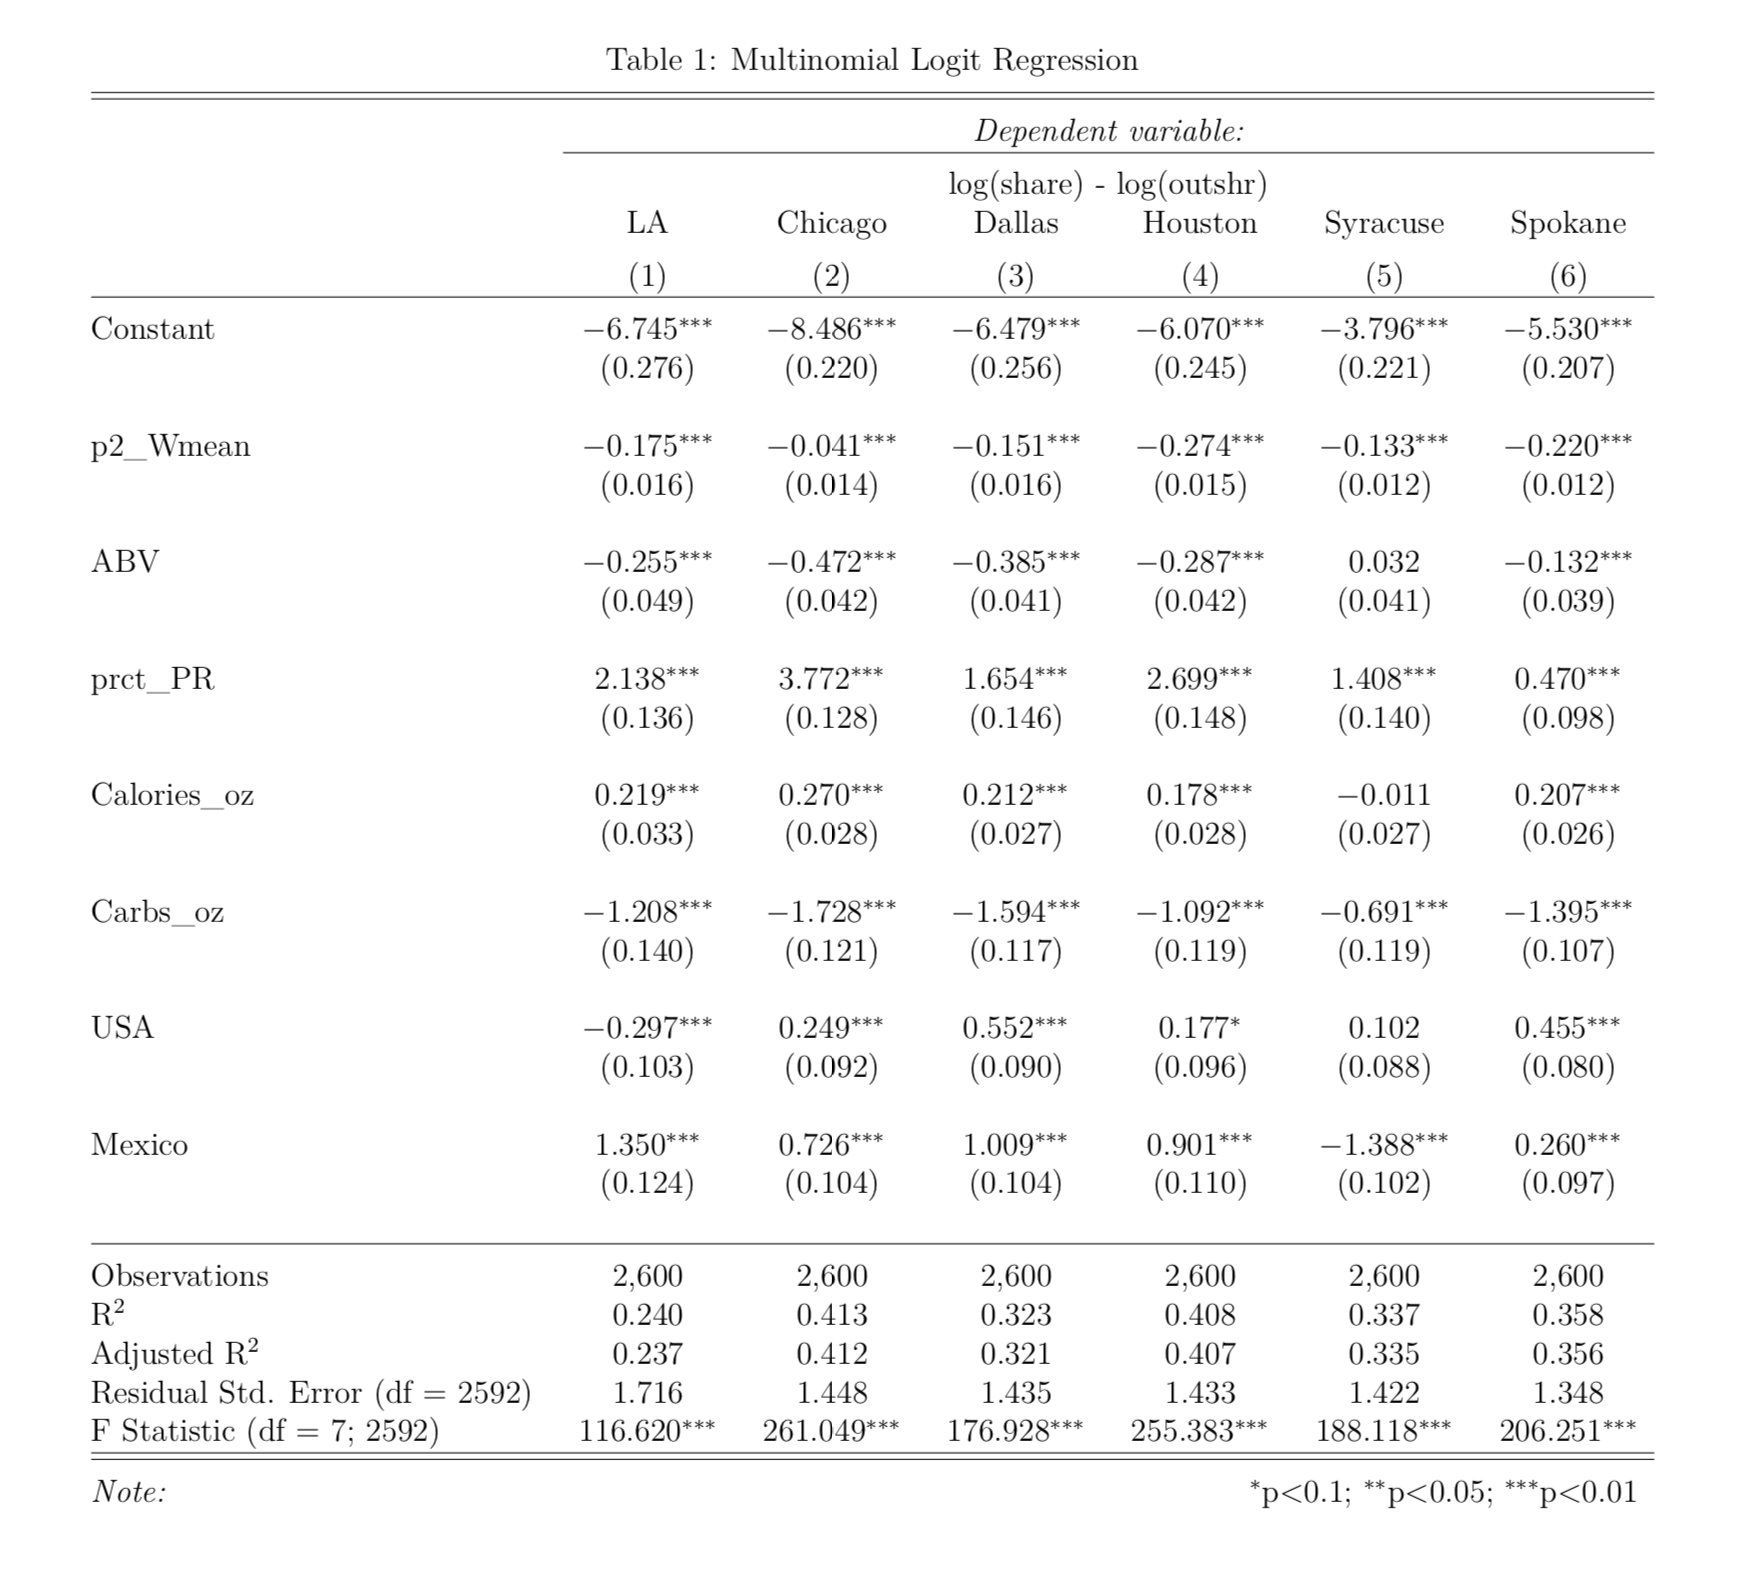 Table 1: Multinomial Logit Regression
Dependent variable:
log(share) - log(outshr)
LA Chicago Dallas Houston Syracuse Spokane
(1) (2) (3) (4) (5) (6)
Constant −6.745*** −8.486*** −6.479*** −6.070*** −3.796*** −5.530***
(0.276) (0.220) (0.256) (0.245) (0.221) (0.207)
p2_Wmean −0.175*** −0.041*** −0.151*** −0.274*** −0.133*** −0.220***
(0.016) (0.014) (0.016) (0.015) (0.012) (0.012)
ABV −0.255*** −0.472*** −0.385*** −0.287*** 0.032 −0.132***
(0.049) (0.042) (0.041) (0.042) (0.041) (0.039)
prct_PR 2.138*** 3.772*** 1.654*** 2.699*** 1.408*** 0.470***
(0.136) (0.128) (0.146) (0.148) (0.140) (0.098)
Calories_oz 0.219*** 0.270*** 0.212*** 0.178*** −0.011 0.207***
(0.033) (0.028) (0.027) (0.028) (0.027) (0.026)
Carbs_oz −1.208*** −1.728*** −1.594*** −1.092*** −0.691*** −1.395***
(0.140) (0.121) (0.117) (0.119) (0.119) (0.107)
USA −0.297*** 0.249*** 0.552*** 0.177* 0.102 0.455***
(0.103) (0.092) (0.090) (0.096) (0.088) (0.080)
Mexico 1.350*** 0.726*** 1.009*** 0.901*** −1.388*** 0.260***
(0.124) (0.104) (0.104) (0.110) (0.102) (0.097)
Observations 2,600 2,600 2,600 2,600 2,600 2,600
R² 0.240 0.413 0.323 0.408 0.337 0.358
Adjusted R² 0.237 0.412 0.321 0.407 0.335 0.356
Residual Std. Error (df = 2592) 1.716 1.448 1.435 1.433 1.422 1.348
F Statistic (df = 7; 2592) 116.620*** 261.049*** 176.928*** 255.383*** 188.118*** 206.251***
Note: *p<0.1; **p<0.05; ***p<0.01